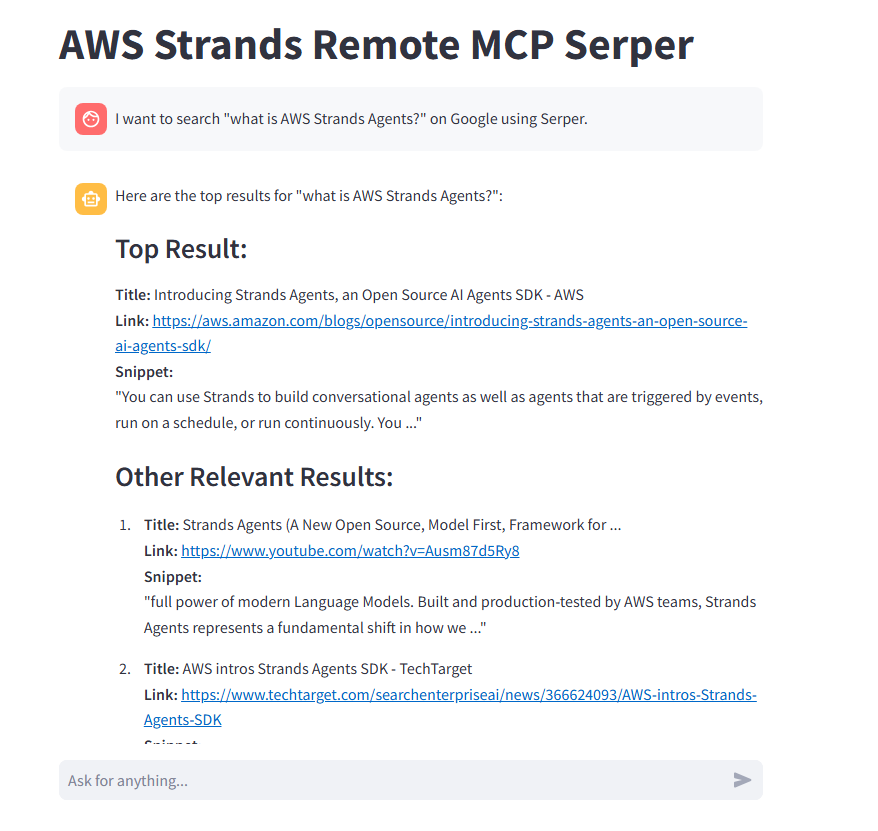 AWS Strands Remote MCP Serper
I want to search "what is AWS Strands Agents?" on Google using Serper.
Here are the top results for "what is AWS Strands Agents?":
Top Result:
Title: Introducing Strands Agents, an Open Source AI Agents SDK - AWS
Link: https://aws.amazon.com/blogs/opensource/introducing-strands-agents-an-open-source-
ai-agents-sdk/
Snippet:
"You can use Strands to build conversational agents as well as agents that are triggered by events,
run on a schedule, or run continuously. You ..."
Other Relevant Results:
1. Title: Strands Agents (A New Open Source, Model First, Framework for ...
Link: https://www.youtube.com/watch?v=Ausm87d5Ry8
Snippet:
"full power of modern Language Models. Built and production-tested by AWS teams, Strands
Agents represents a fundamental shift in how we ..."
2. Title: AWS intros Strands Agents SDK - TechTarget
Link: https://www.techtarget.com/searchenterpriseai/news/366624093/AWS-intros-Strands-
Agents-SDK
Ask for anything...